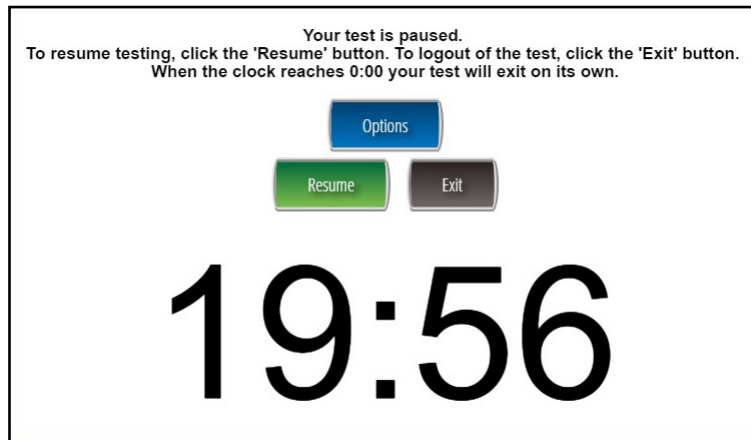 Your test is paused.
To resume testing, click the 'Resume' button. To logout of the test, click the 'Exit' button.
When the clock reaches 0:00 your test will exit on its own.
Options
Resume Exit
19:56